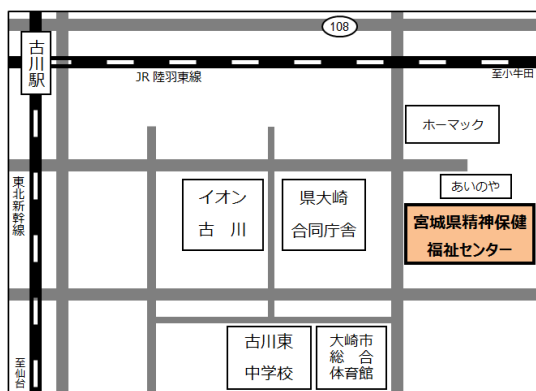 108
古川駅
JR 陸羽東線
至小牛田
ホーマック
東北新幹線
あいのや
イオン
古　川
県大崎
合同庁舎
宮城県精神保健
福祉センター
古川東
中学校
大崎市
総　合
体育館
至仙台